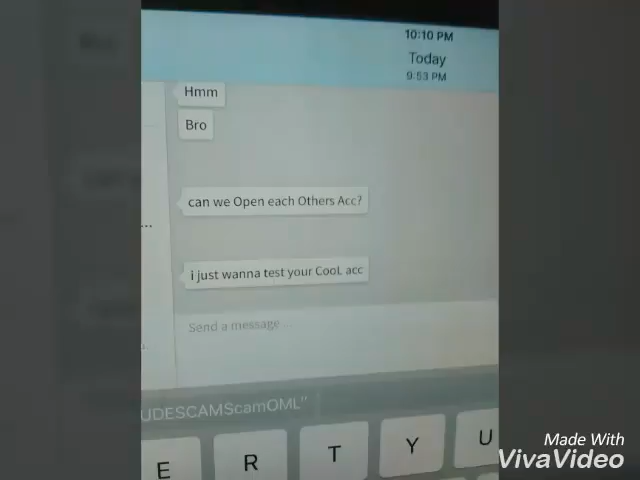 10:10 PM
Today
9:53 PM
Hmm
Bro
can we Open each Others Acc?
...
i just wanna test your CooL acc
Send a message ...
UDESCAMScamOML"
E R T Y U
Made With
VivaVideo